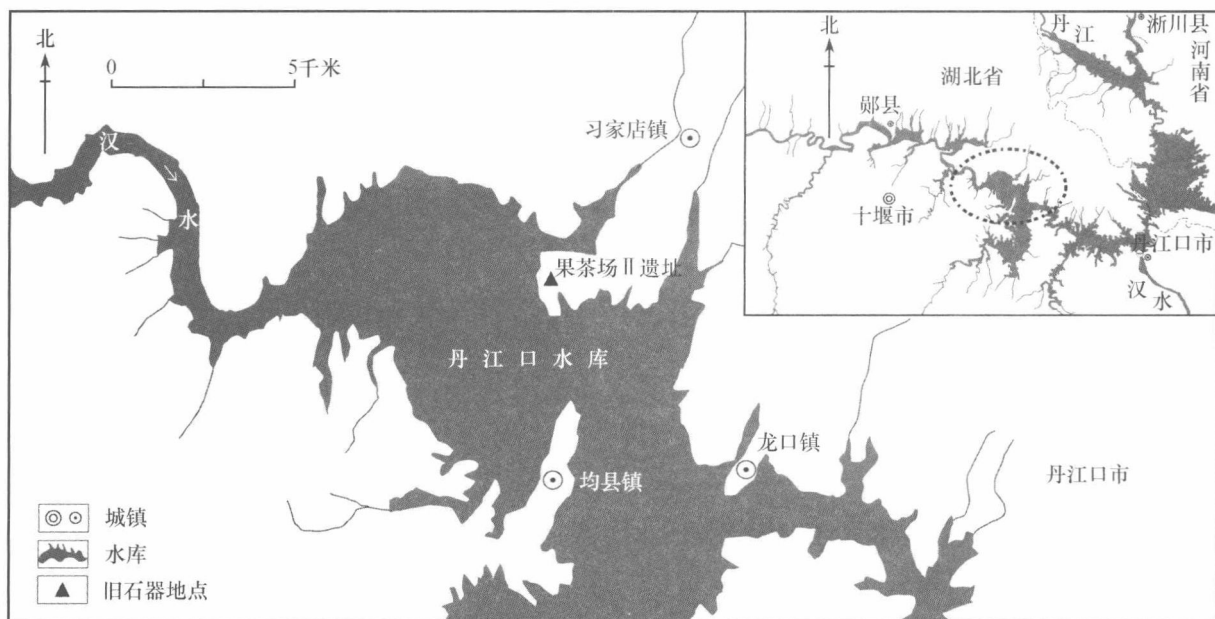 北
0
5千米
汉
水
习家店镇
果茶场Ⅱ遗址
丹江口水库
均县镇
龙口镇
丹江口市
城镇
水库
旧石器地点
北
湖北省
郧县
十堰市
丹江
淅川县
河南省
丹江口市
汉水